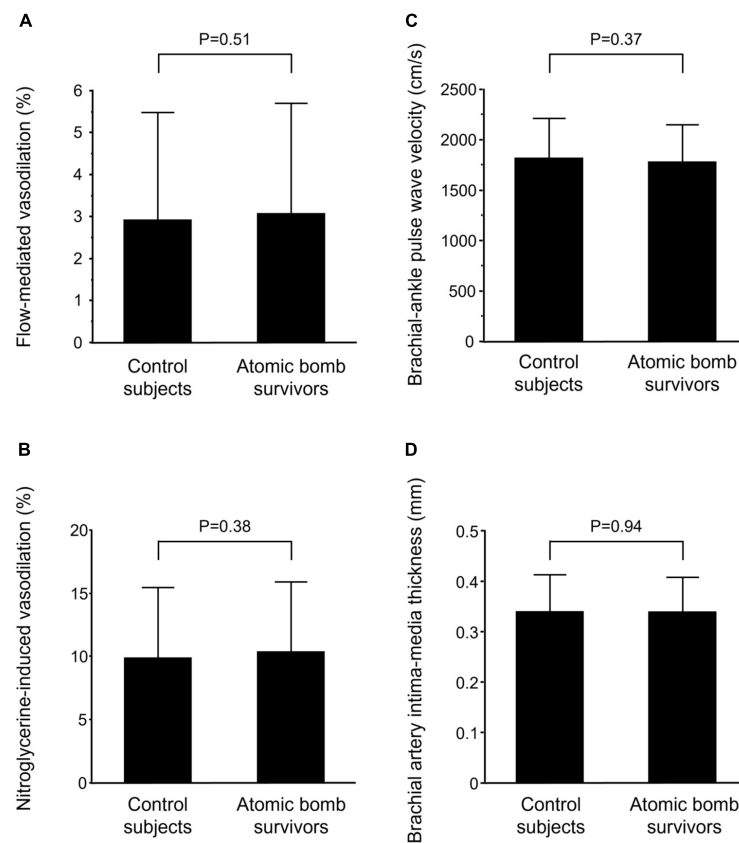 A
P=0.51
Flow-mediated vasodilation (%)
6
5
4
3
2
1
0
Control
subjects
Atomic bomb
survivors
C
P=0.37
Brachial-ankle pulse wave velocity (cm/s)
2500
2000
1500
1000
500
0
Control
subjects
Atomic bomb
survivors
B
P=0.38
Nitroglycerine-induced vasodilation (%)
20
15
10
5
0
Control
subjects
Atomic bomb
survivors
D
P=0.94
Brachial artery intima-media thickness (mm)
0.5
0.4
0.3
0.2
0.1
0
Control
subjects
Atomic bomb
survivors